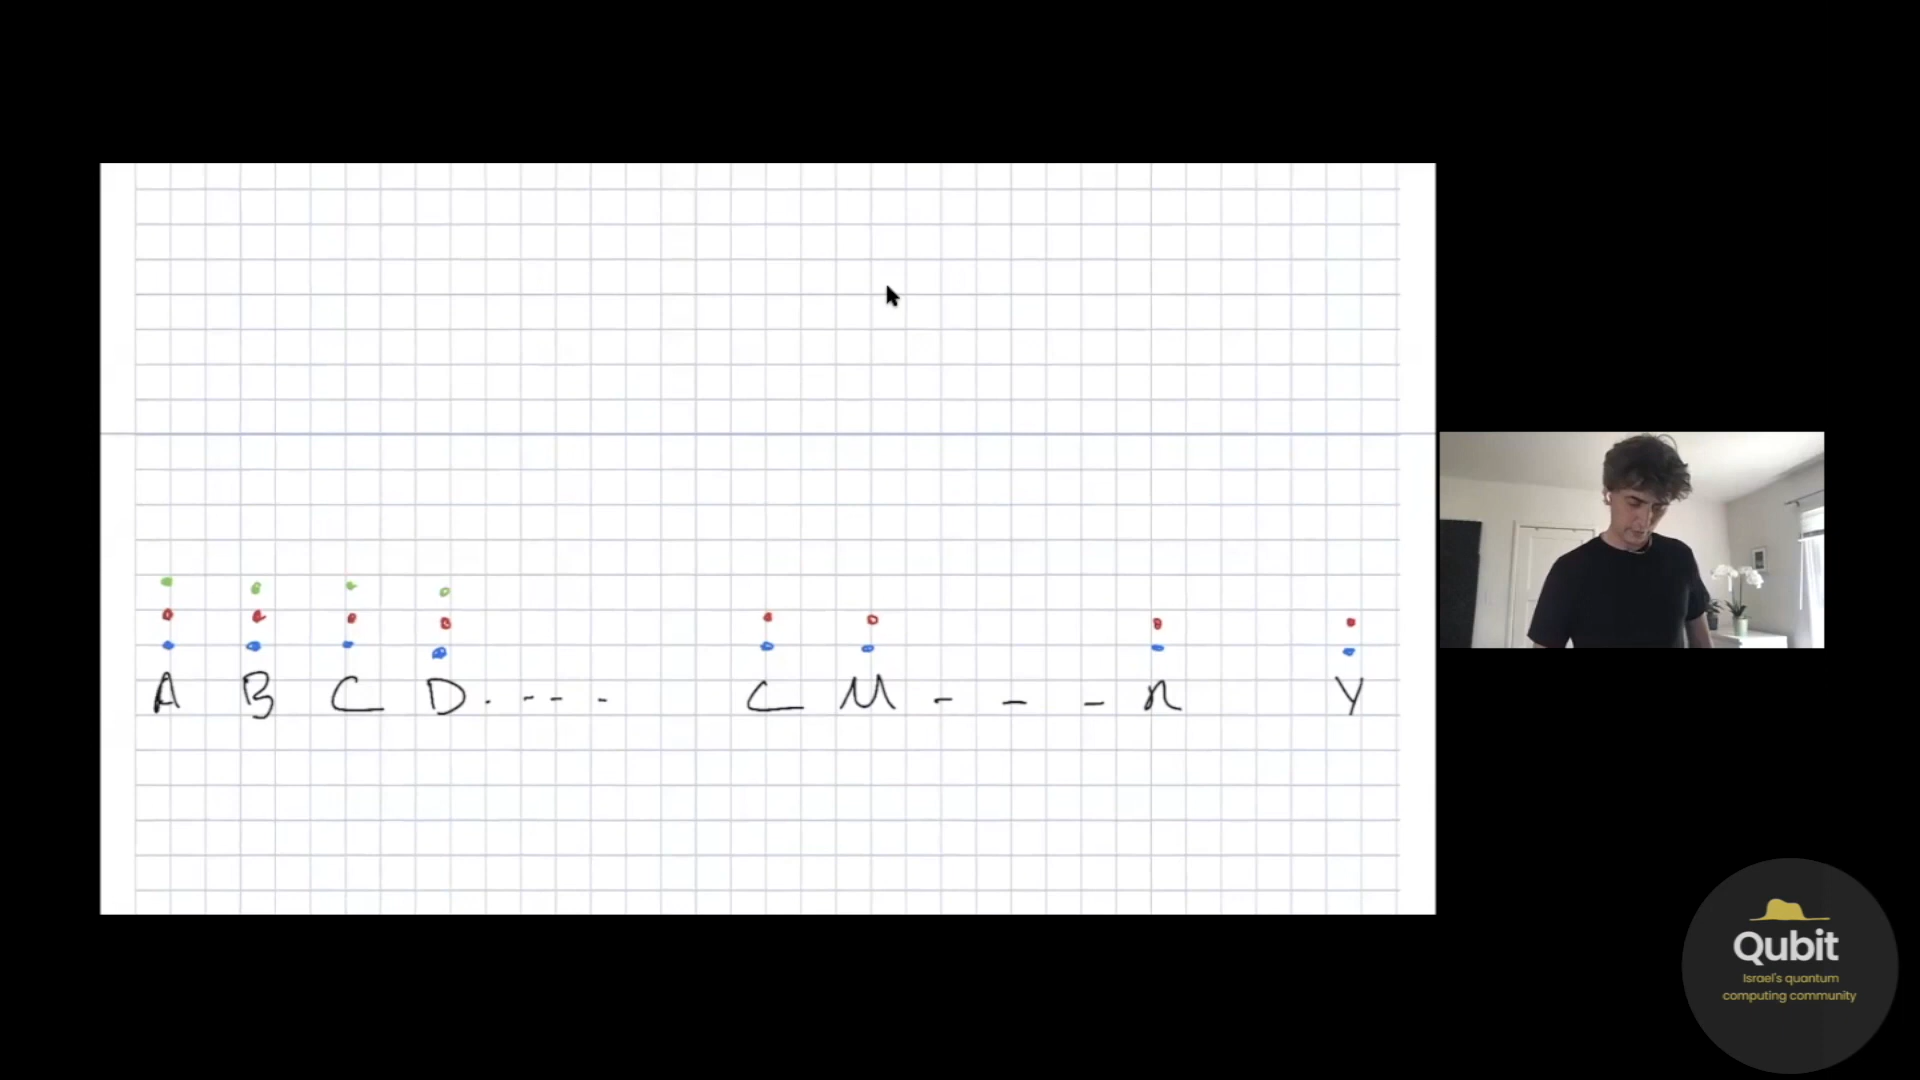 A B C D . - - - C M - - - n Y
Qubit
Israel's quantum
computing community